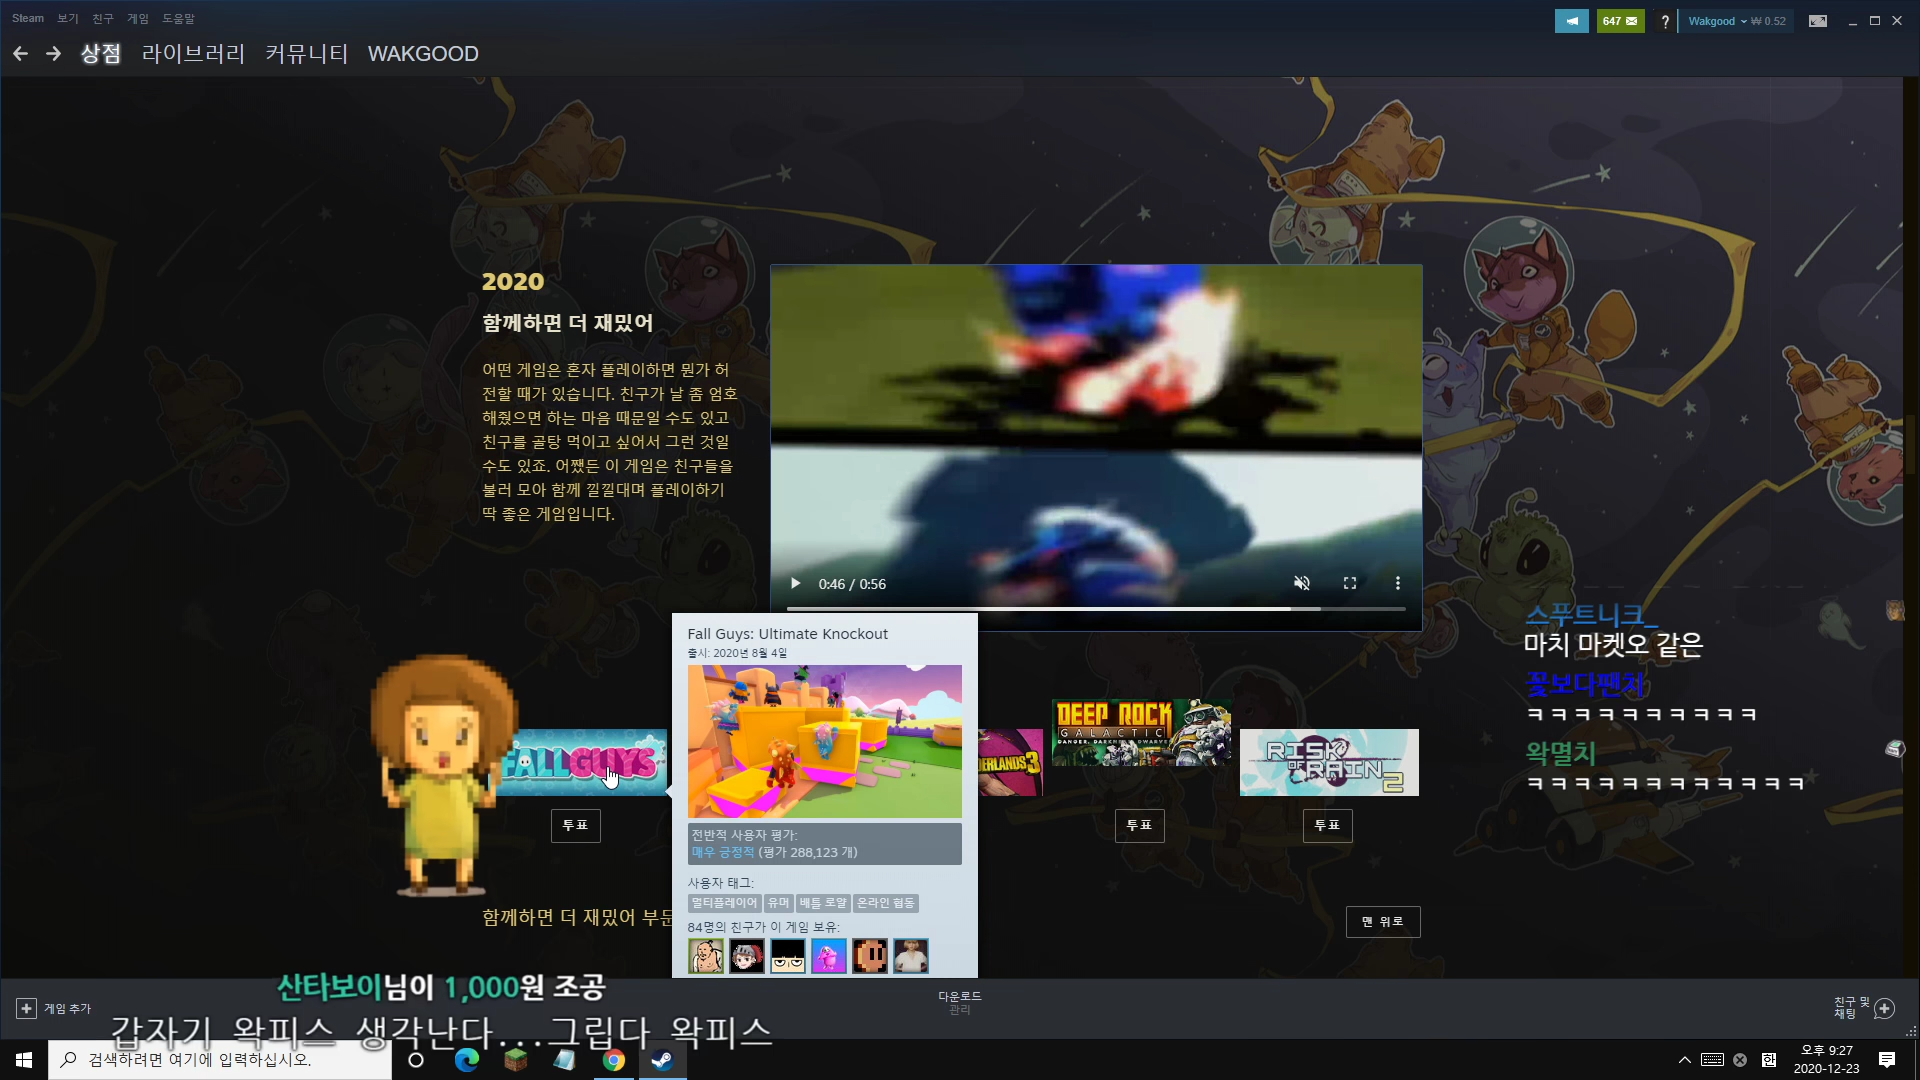 Steam 보기 친구 게임 도움말
647
?
Wakgood ₩ 0.52
상점 라이브러리 커뮤니티 WAKGOOD
2020
함께하면 더 재밌어
어떤 게임은 혼자 플레이하면 뭔가 허
전할 때가 있습니다. 친구가 날 좀 엄호
해줬으면 하는 마음 때문일 수도 있고
친구를 골탕 먹이고 싶어서 그런 것일
수도 있죠. 어쨌든 이 게임은 친구들을
불러 모아 함께 낄낄대며 플레이하기
딱 좋은 게임입니다.
0:46 / 0:56
스푸트니크_
마치 마켓오 같은
꽃보다팬치
ㅋㅋㅋㅋㅋㅋㅋㅋㅋㅋ
왁멸치
ㅋㅋㅋㅋㅋㅋㅋㅋㅋㅋㅋㅋ
Fall Guys: Ultimate Knockout
출시: 2020년 8월 4일
전반적 사용자 평가:
매우 긍정적 (평가 288,123 개)
사용자 태그:
멀티플레이어 유머 배틀 로얄 온라인 협동
84명의 친구가 이 게임 보유:
FALL GUYS
ERLANDS 3
DEEP ROCK
GALACTIC
DANGER. DARKNESS. DWARVES.
RISK
OF RAIN 2
투표
투표
투표
함께하면 더 재밌어 부문
맨 위로
산타보이님이 1,000원 조공
갑자기 왁피스 생각난다...그립다 왁피스
게임 추가
다운로드
관리
친구 및
채팅
검색하려면 여기에 입력하십시오.
한
오후 9:27
2020-12-23